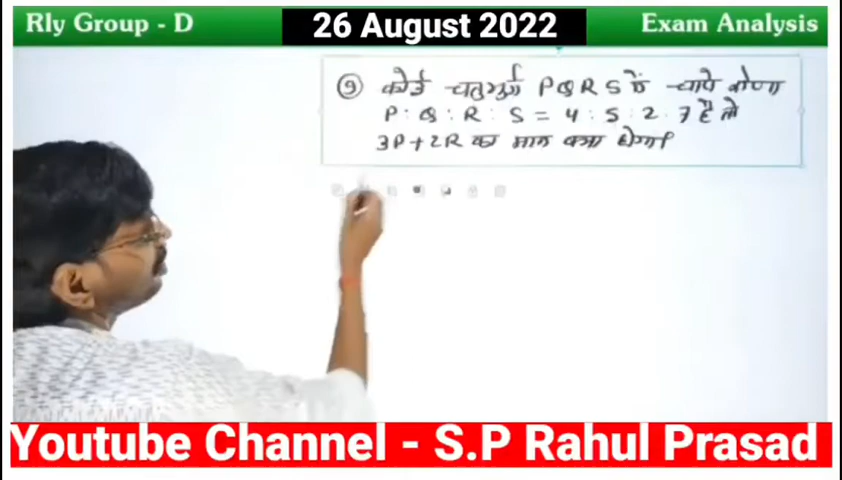 Rly Group - D
26 August 2022
Exam Analysis
9 कोई चतुर्भुज PQRS के चारो कोण
P : Q : R : S = 4 : 5 : 2 : 7 है तो
3P + 2R का मान क्या होगा
Youtube Channel - S.P Rahul Prasad